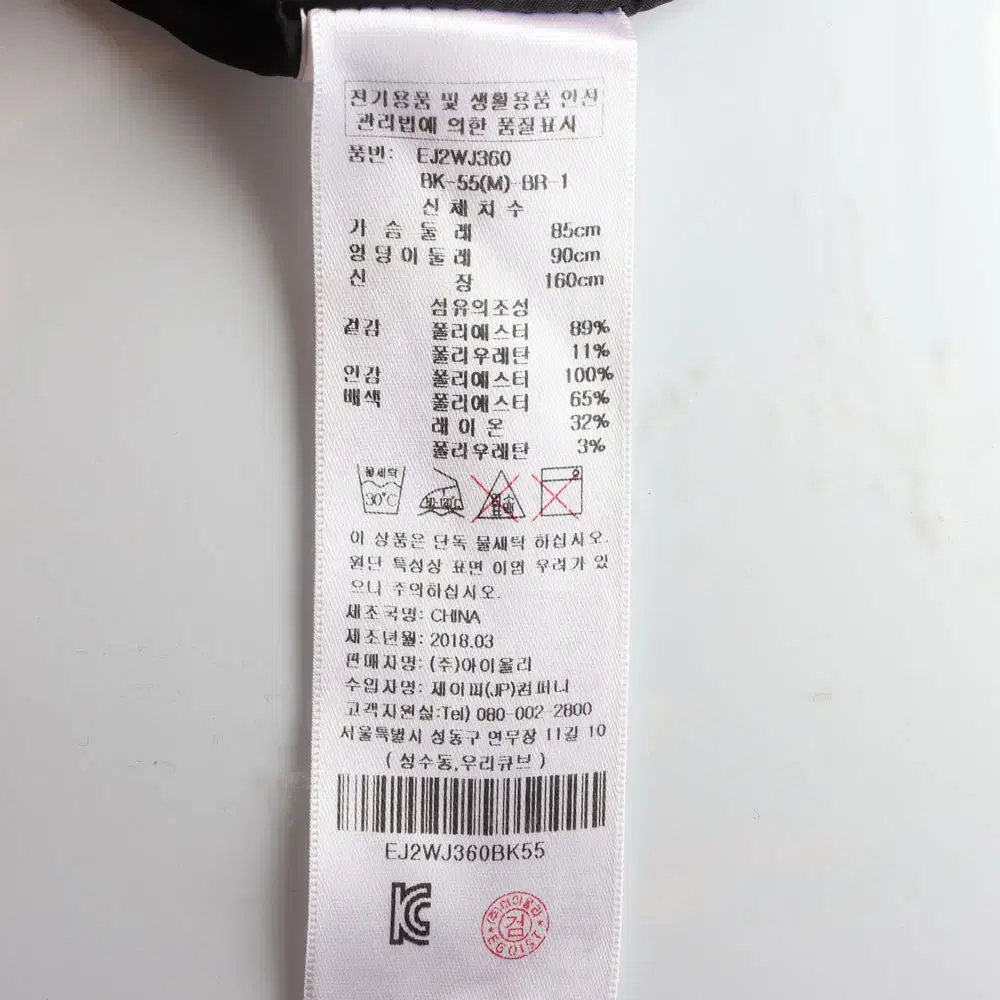 전기용품 및 생활용품 안전
관리법에 의한 품질표시
품번: EJ2WJ360
BK-55(M)-BR-1
신체치수
가슴둘레 85cm
엉덩이둘레 90cm
신장 160cm
섬유의조성
겉감 폴리에스터 89%
폴리우레탄 11%
안감 폴리에스터 100%
배색 폴리에스터 65%
레이온 32%
폴리우레탄 3%
물세탁
30°C
이 상품은 단독 물세탁 하십시오.
원단 특성상 표면 이염 우려가 있
으니 주의하십시오.
제조국명: CHINA
제조년월: 2018.03
판매자명: (주)아이올리
수입자명: 제이피(JP)컴퍼니
고객지원실:Tel) 080-002-2800
서울특별시 성동구 연무장 11길 10
(성수동,우리큐브)
EJ2WJ360BK55
KC
(주)아이올리
검
EGOIST